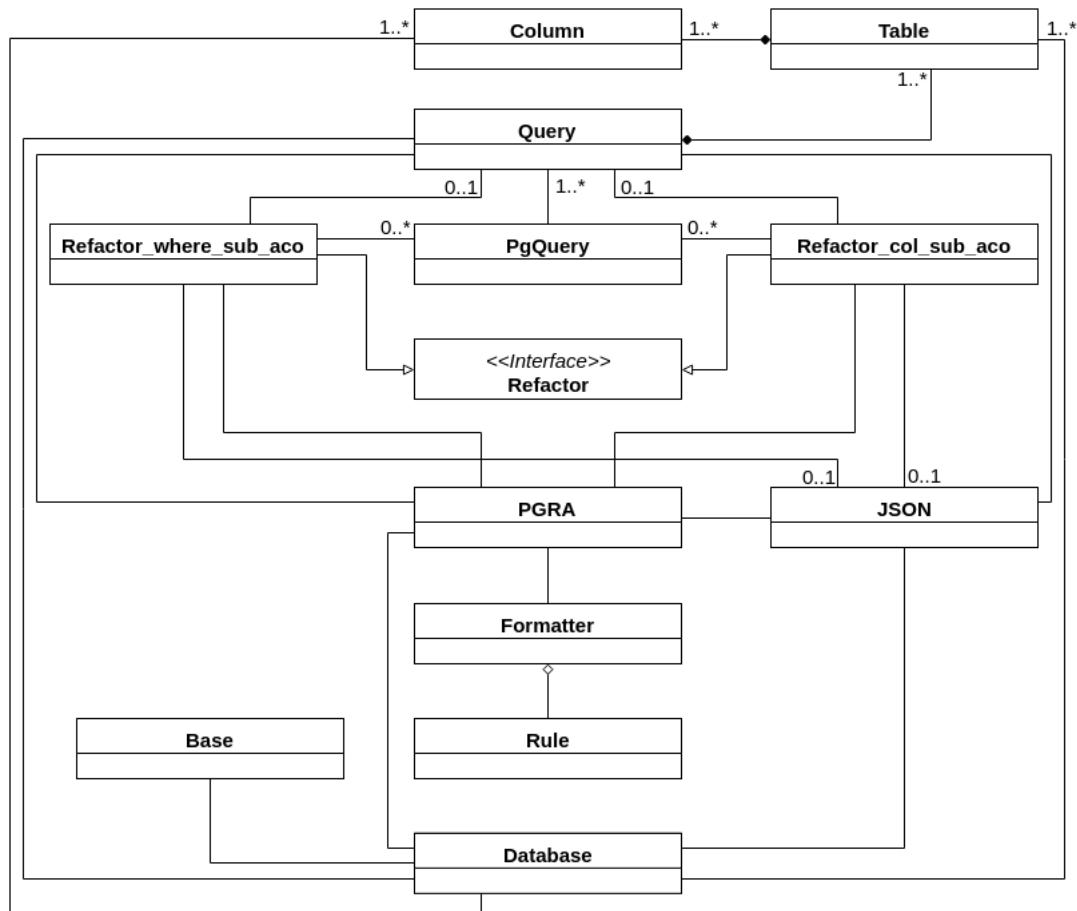 1..*
Column
1..*
Table
1..*
1..*
Query
0..1
1..*
0..1
Refactor_where_sub_aco
0..*
PgQuery
0..*
Refactor_col_sub_aco
<<Interface>>
Refactor
0..1
0..1
PGRA
JSON
Formatter
Base
Rule
Database